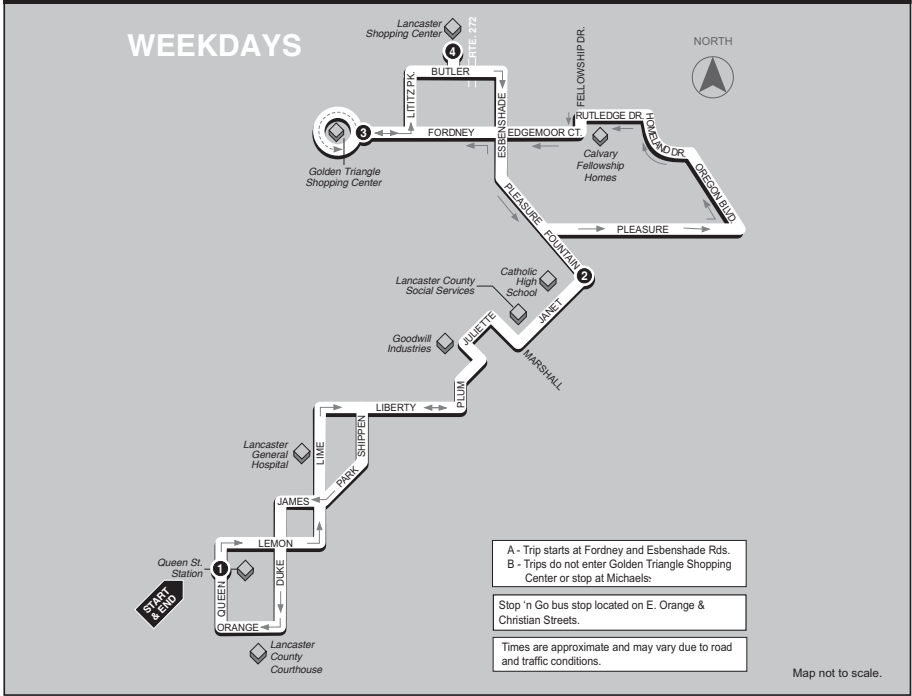 WEEKDAYS
Lancaster
Shopping Center
RTE. 272
4
BUTLER
LITITZ PK.
ESBENSHADE
FELLOWSHIP DR.
NORTH
3
FORDNEY
EDGEMOOR CT.
RUTLEDGE DR.
HOMELAND DR.
OREGON BLVD.
Golden Triangle
Shopping Center
Calvary
Fellowship
Homes
PLEASURE
PLEASURE
FOUNTAIN
2
Catholic
High
School
Lancaster County
Social Services
JANET
MARSHALL
JULIETTE
Goodwill
Industries
PLUM
LIBERTY
SHIPPEN
LIME
Lancaster
General
Hospital
PARK
JAMES
LEMON
Queen St.
Station
1
QUEEN
DUKE
START
& END
ORANGE
Lancaster
County
Courthouse
A - Trip starts at Fordney and Esbenshade Rds.
B - Trips do not enter Golden Triangle Shopping
Center or stop at Michaels.
Stop 'n Go bus stop located on E. Orange &
Christian Streets.
Times are approximate and may vary due to road
and traffic conditions.
Map not to scale.